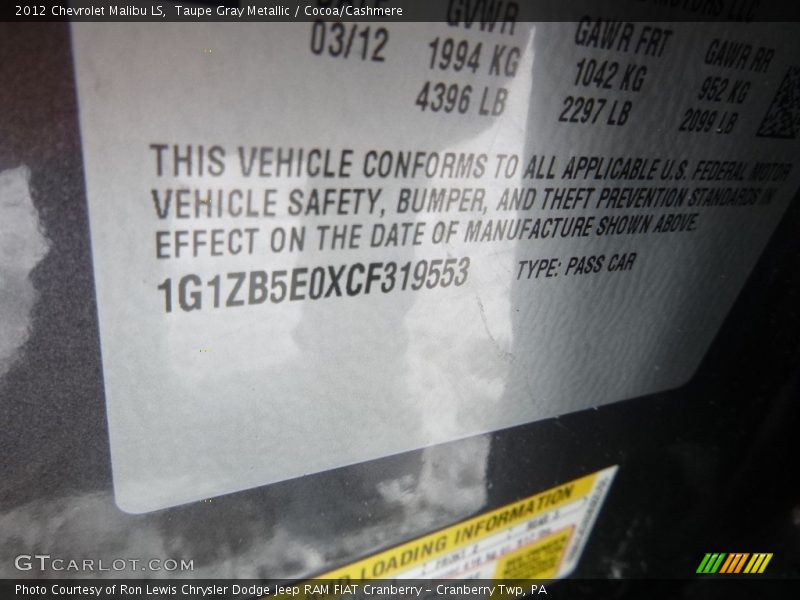 2012 Chevrolet Malibu LS, Taupe Gray Metallic / Cocoa/Cashmere
03/12 GVWR GAWR FRT GAWR RR
1994 KG 1042 KG 952 KG
4396 LB 2297 LB 2099 LB
THIS VEHICLE CONFORMS TO ALL APPLICABLE U.S. FEDERAL MOTOR
VEHICLE SAFETY, BUMPER, AND THEFT PREVENTION STANDARDS IN
EFFECT ON THE DATE OF MANUFACTURE SHOWN ABOVE.
1G1ZB5E0XCF319553 TYPE: PASS CAR
LOADING INFORMATION
GTCARLOT.COM
Photo Courtesy of Ron Lewis Chrysler Dodge Jeep RAM FIAT Cranberry – Cranberry Twp, PA